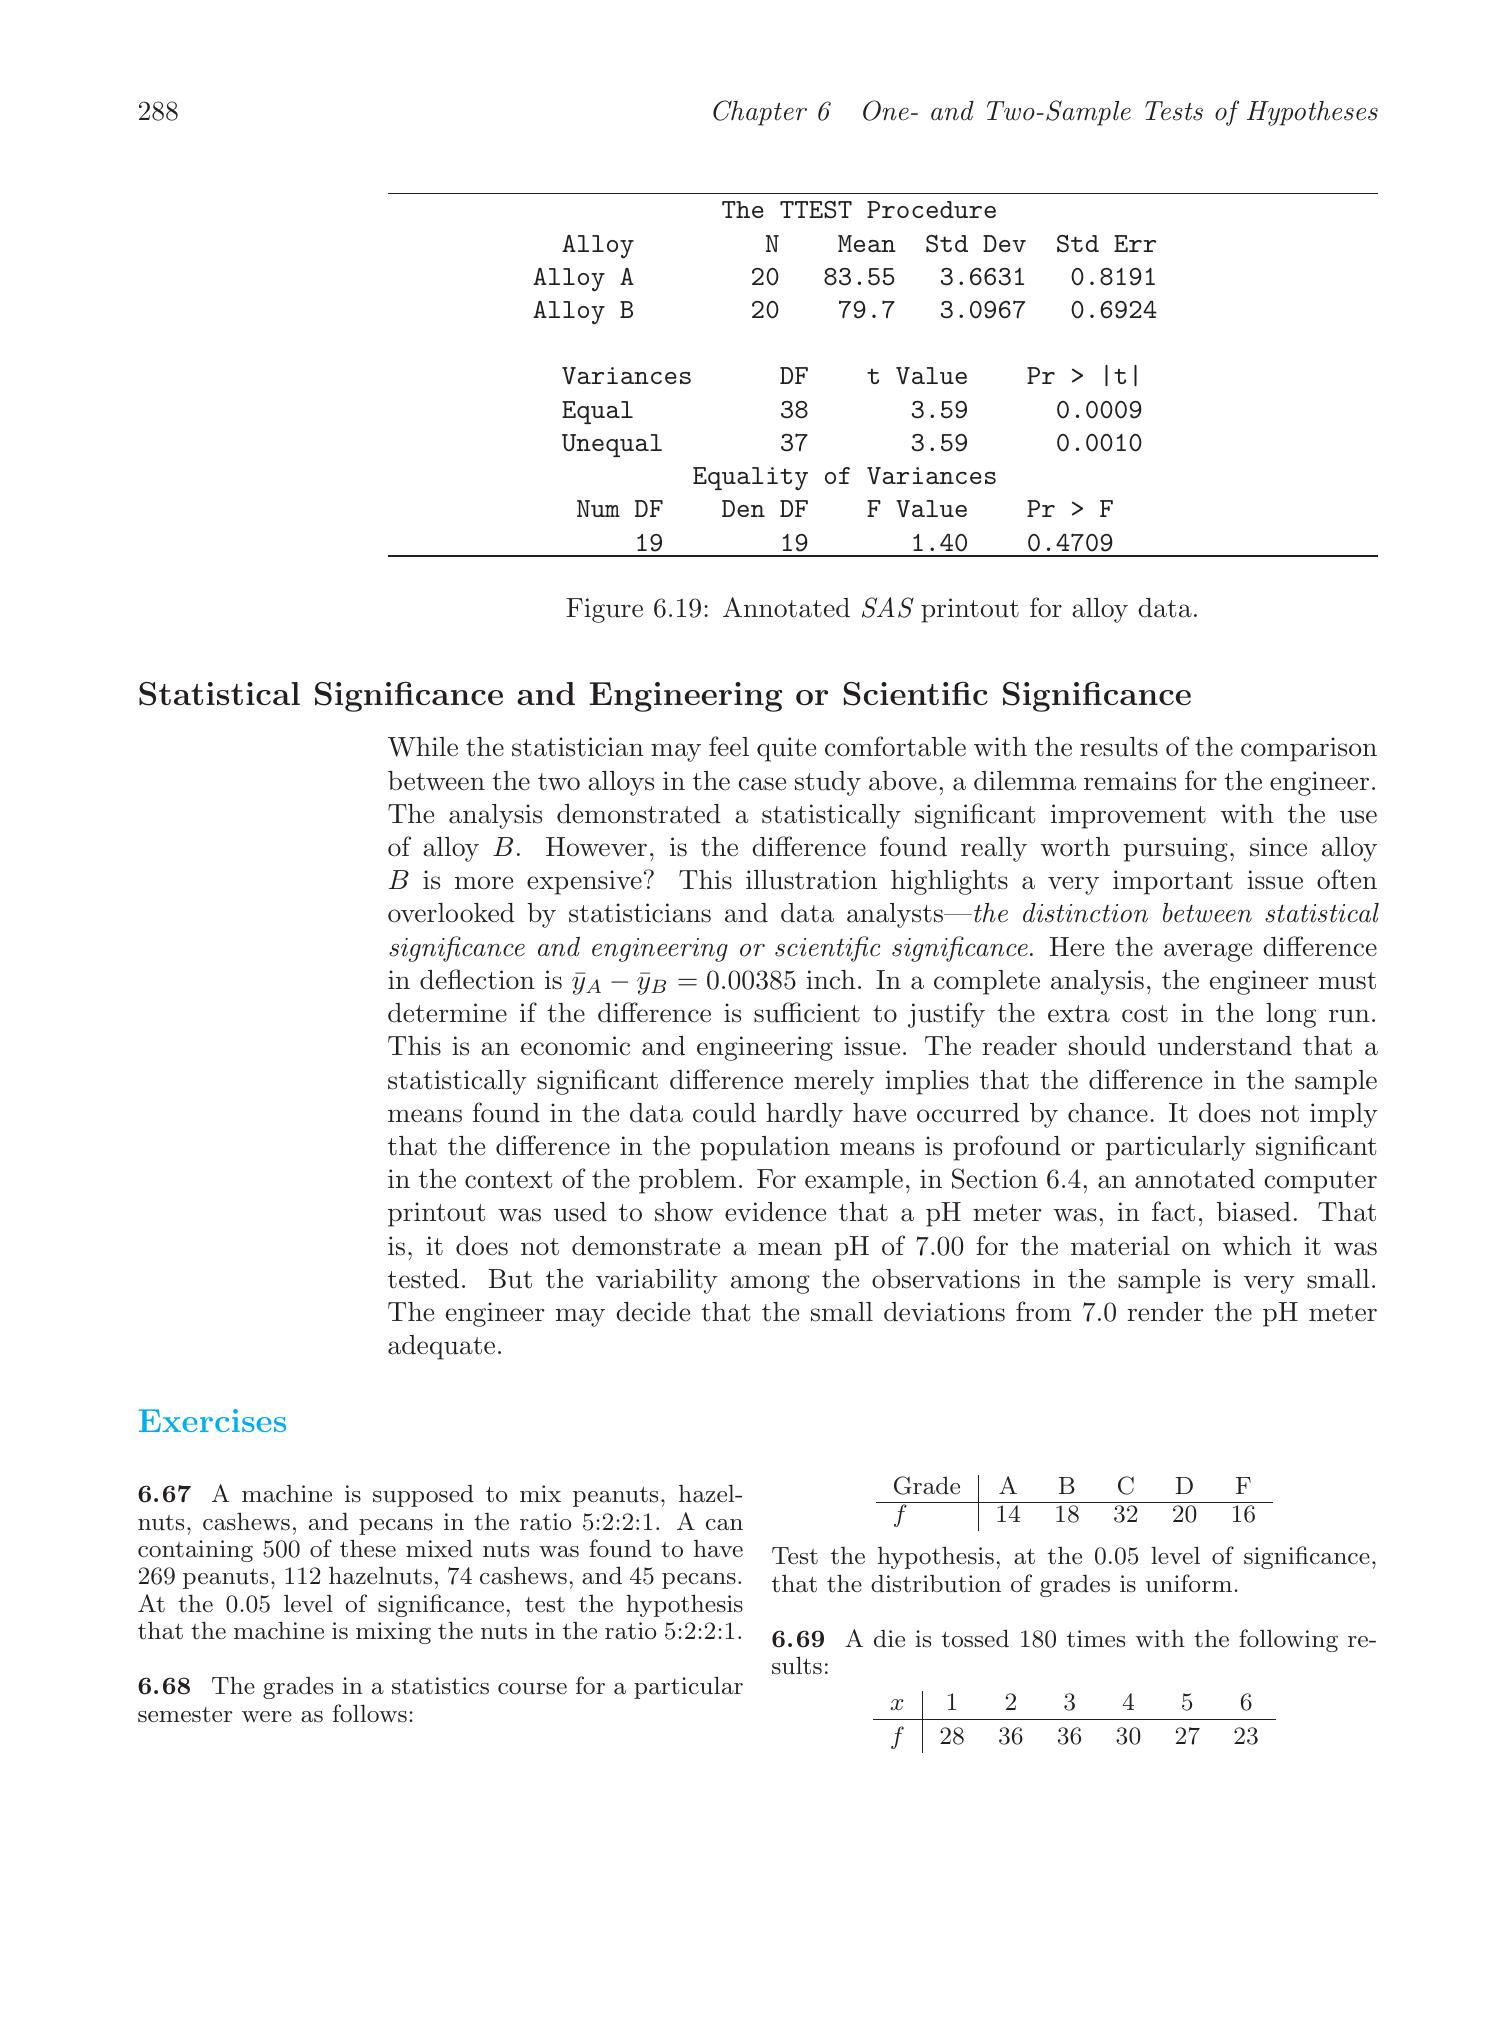 288 Chapter 6 One- and Two-Sample Tests of Hypotheses
The TTEST Procedure
Alloy N Mean Std Dev Std Err
Alloy A 20 83.55 3.6631 0.8191
Alloy B 20 79.7 3.0967 0.6924
Variances DF t Value Pr > |t|
Equal 38 3.59 0.0009
Unequal 37 3.59 0.0010
Equality of Variances
Num DF Den DF F Value Pr > F
19 19 1.40 0.4709
Figure 6.19: Annotated SAS printout for alloy data.
Statistical Significance and Engineering or Scientific Significance
While the statistician may feel quite comfortable with the results of the comparison
between the two alloys in the case study above, a dilemma remains for the engineer.
The analysis demonstrated a statistically significant improvement with the use
of alloy B. However, is the difference found really worth pursuing, since alloy
B is more expensive? This illustration highlights a very important issue often
overlooked by statisticians and data analysts—the distinction between statistical
significance and engineering or scientific significance. Here the average difference
in deflection is ȳA − ȳB = 0.00385 inch. In a complete analysis, the engineer must
determine if the difference is sufficient to justify the extra cost in the long run.
This is an economic and engineering issue. The reader should understand that a
statistically significant difference merely implies that the difference in the sample
means found in the data could hardly have occurred by chance. It does not imply
that the difference in the population means is profound or particularly significant
in the context of the problem. For example, in Section 6.4, an annotated computer
printout was used to show evidence that a pH meter was, in fact, biased. That
is, it does not demonstrate a mean pH of 7.00 for the material on which it was
tested. But the variability among the observations in the sample is very small.
The engineer may decide that the small deviations from 7.0 render the pH meter
adequate.
Exercises
6.67 A machine is supposed to mix peanuts, hazel-
nuts, cashews, and pecans in the ratio 5:2:2:1. A can
containing 500 of these mixed nuts was found to have
269 peanuts, 112 hazelnuts, 74 cashews, and 45 pecans.
At the 0.05 level of significance, test the hypothesis
that the machine is mixing the nuts in the ratio 5:2:2:1.
6.68 The grades in a statistics course for a particular
semester were as follows:
Grade A B C D F
f 14 18 32 20 16
Test the hypothesis, at the 0.05 level of significance,
that the distribution of grades is uniform.
6.69 A die is tossed 180 times with the following re-
sults:
x 1 2 3 4 5 6
f 28 36 36 30 27 23